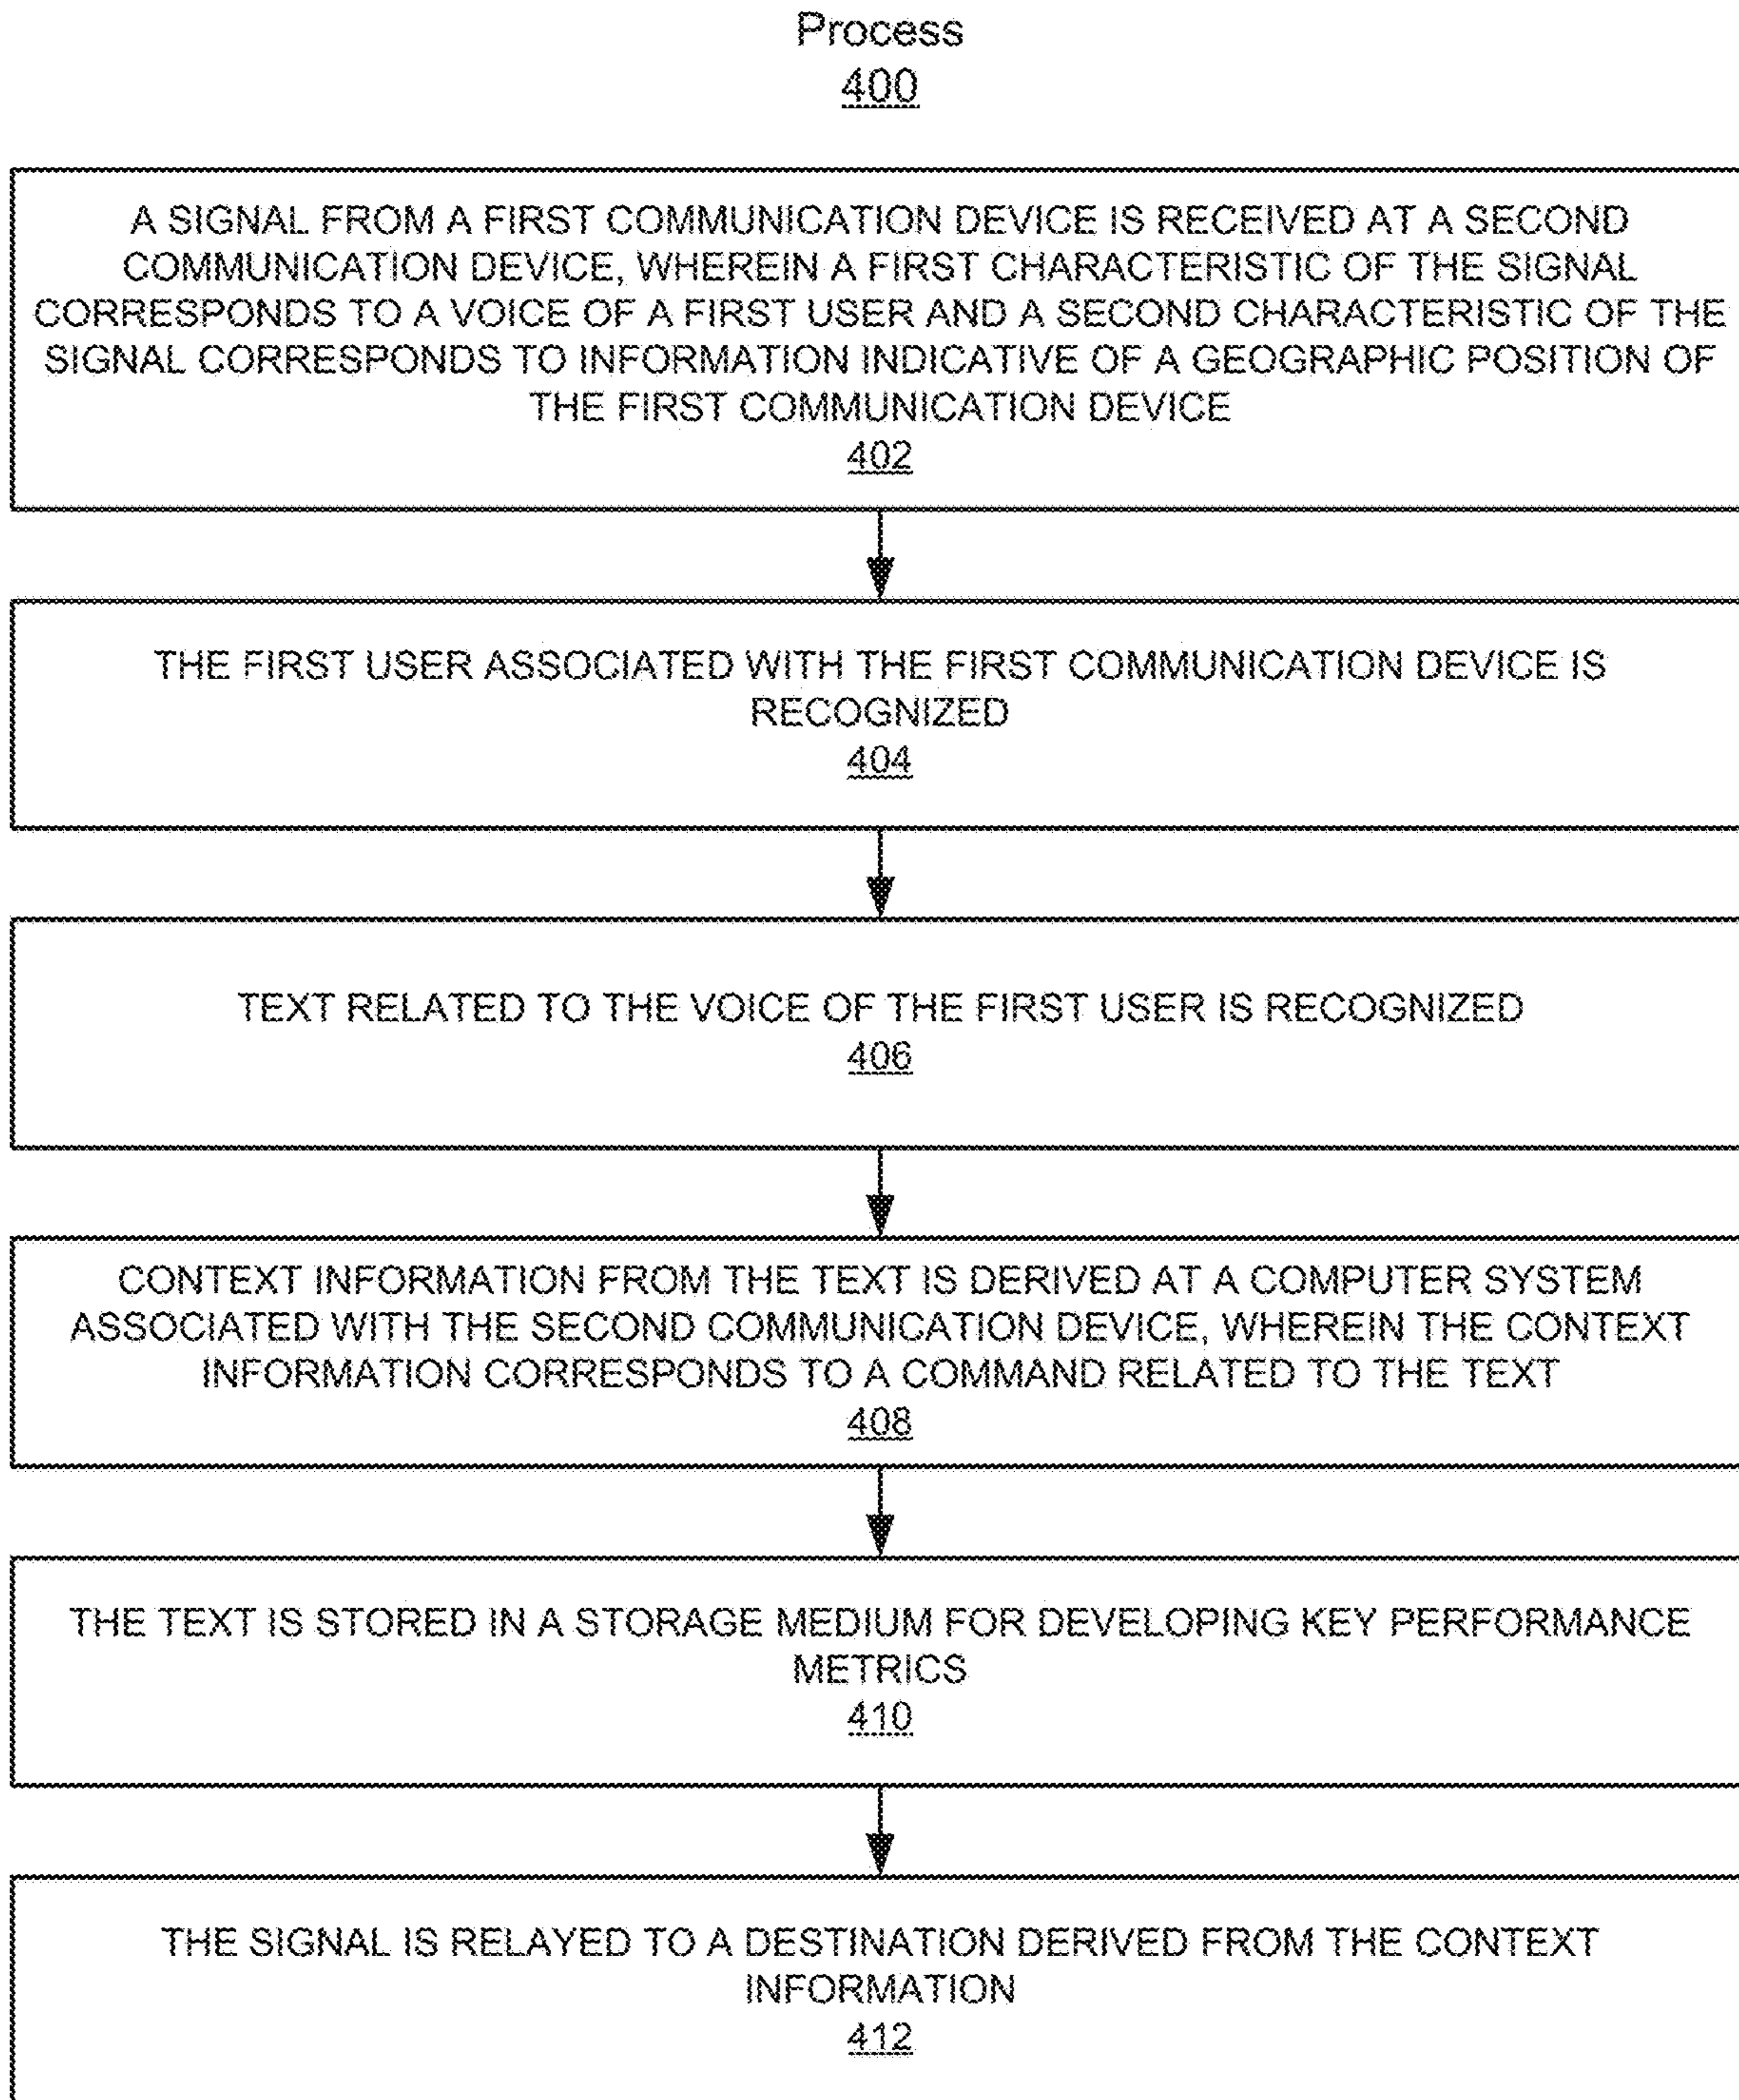 Process
400
A SIGNAL FROM A FIRST COMMUNICATION DEVICE IS RECEIVED AT A SECOND
COMMUNICATION DEVICE, WHEREIN A FIRST CHARACTERISTIC OF THE SIGNAL
CORRESPONDS TO A VOICE OF A FIRST USER AND A SECOND CHARACTERISTIC OF THE
SIGNAL CORRESPONDS TO INFORMATION INDICATIVE OF A GEOGRAPHIC POSITION OF
THE FIRST COMMUNICATION DEVICE
402
THE FIRST USER ASSOCIATED WITH THE FIRST COMMUNICATION DEVICE IS
RECOGNIZED
404
TEXT RELATED TO THE VOICE OF THE FIRST USER IS RECOGNIZED
406
CONTEXT INFORMATION FROM THE TEXT IS DERIVED AT A COMPUTER SYSTEM
ASSOCIATED WITH THE SECOND COMMUNICATION DEVICE, WHEREIN THE CONTEXT
INFORMATION CORRESPONDS TO A COMMAND RELATED TO THE TEXT
408
THE TEXT IS STORED IN A STORAGE MEDIUM FOR DEVELOPING KEY PERFORMANCE
METRICS
410
THE SIGNAL IS RELAYED TO A DESTINATION DERIVED FROM THE CONTEXT
INFORMATION
412